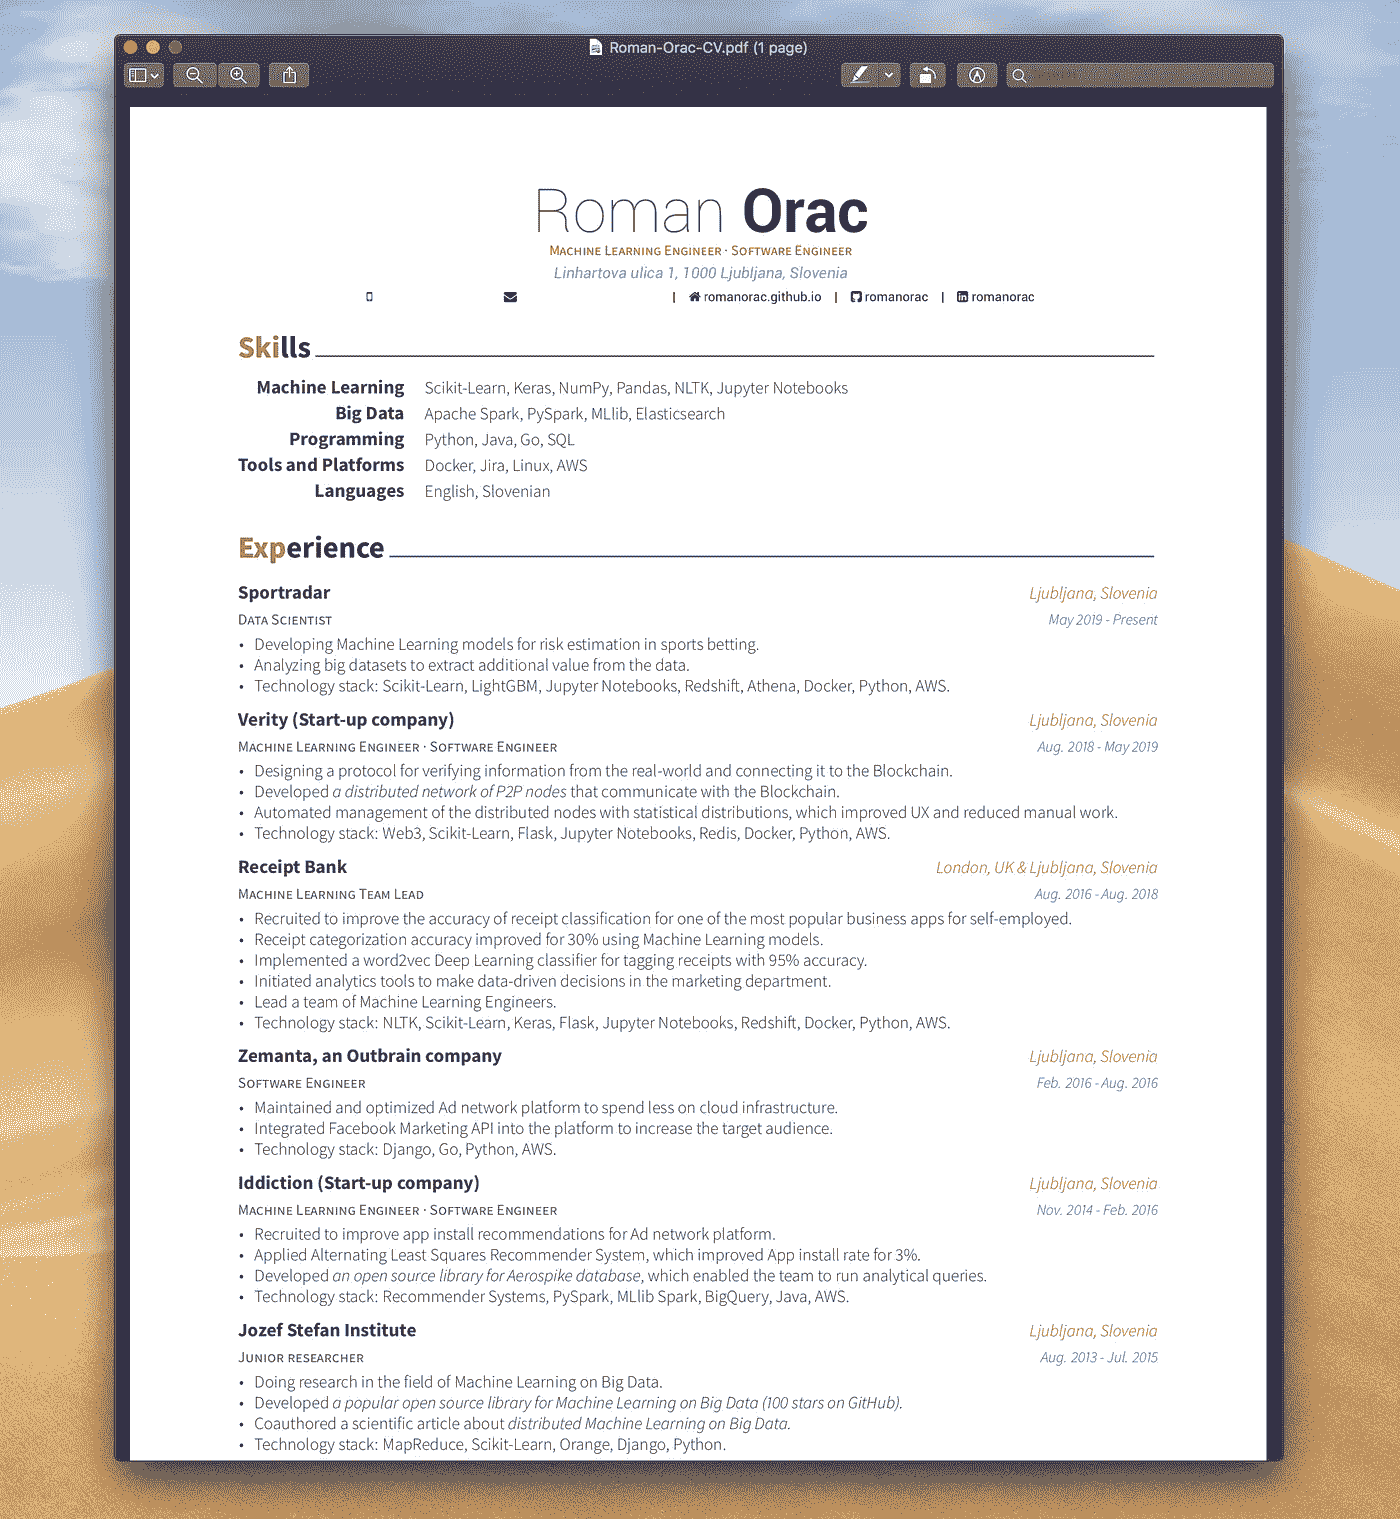 Roman-Orac-CV.pdf (1 page)
Roman Orac
Machine Learning Engineer · Software Engineer
Linhartova ulica 1, 1000 Ljubljana, Slovenia
| romanorac.github.io | romanorac | romanorac
Skills
Machine Learning Scikit-Learn, Keras, NumPy, Pandas, NLTK, Jupyter Notebooks
Big Data Apache Spark, PySpark, MLlib, Elasticsearch
Programming Python, Java, Go, SQL
Tools and Platforms Docker, Jira, Linux, AWS
Languages English, Slovenian
Experience
Sportradar Ljubljana, Slovenia
Data Scientist May 2019 - Present
• Developing Machine Learning models for risk estimation in sports betting.
• Analyzing big datasets to extract additional value from the data.
• Technology stack: Scikit-Learn, LightGBM, Jupyter Notebooks, Redshift, Athena, Docker, Python, AWS.
Verity (Start-up company) Ljubljana, Slovenia
Machine Learning Engineer · Software Engineer Aug. 2018 - May 2019
• Designing a protocol for verifying information from the real-world and connecting it to the Blockchain.
• Developed a distributed network of P2P nodes that communicate with the Blockchain.
• Automated management of the distributed nodes with statistical distributions, which improved UX and reduced manual work.
• Technology stack: Web3, Scikit-Learn, Flask, Jupyter Notebooks, Redis, Docker, Python, AWS.
Receipt Bank London, UK & Ljubljana, Slovenia
Machine Learning Team Lead Aug. 2016 - Aug. 2018
• Recruited to improve the accuracy of receipt classification for one of the most popular business apps for self-employed.
• Receipt categorization accuracy improved for 30% using Machine Learning models.
• Implemented a word2vec Deep Learning classifier for tagging receipts with 95% accuracy.
• Initiated analytics tools to make data-driven decisions in the marketing department.
• Lead a team of Machine Learning Engineers.
• Technology stack: NLTK, Scikit-Learn, Keras, Flask, Jupyter Notebooks, Redshift, Docker, Python, AWS.
Zemanta, an Outbrain company Ljubljana, Slovenia
Software Engineer Feb. 2016 - Aug. 2016
• Maintained and optimized Ad network platform to spend less on cloud infrastructure.
• Integrated Facebook Marketing API into the platform to increase the target audience.
• Technology stack: Django, Go, Python, AWS.
Iddiction (Start-up company) Ljubljana, Slovenia
Machine Learning Engineer · Software Engineer Nov. 2014 - Feb. 2016
• Recruited to improve app install recommendations for Ad network platform.
• Applied Alternating Least Squares Recommender System, which improved App install rate for 3%.
• Developed an open source library for Aerospike database, which enabled the team to run analytical queries.
• Technology stack: Recommender Systems, PySpark, MLlib Spark, BigQuery, Java, AWS.
Jozef Stefan Institute Ljubljana, Slovenia
Junior researcher Aug. 2013 - Jul. 2015
• Doing research in the field of Machine Learning on Big Data.
• Developed a popular open source library for Machine Learning on Big Data (100 stars on GitHub).
• Coauthored a scientific article about distributed Machine Learning on Big Data.
• Technology stack: MapReduce, Scikit-Learn, Orange, Django, Python.